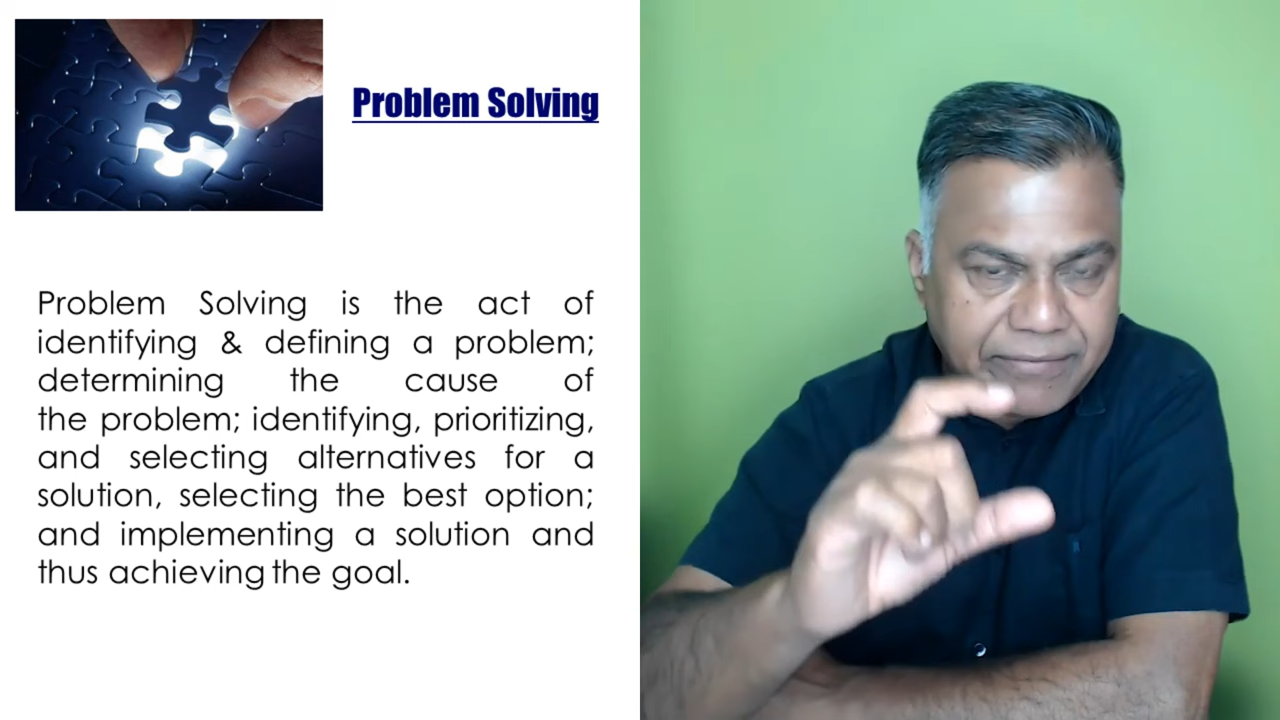 Problem Solving
Problem Solving is the act of
identifying & defining a problem;
determining the cause of
the problem; identifying, prioritizing,
and selecting alternatives for a
solution, selecting the best option;
and implementing a solution and
thus achieving the goal.